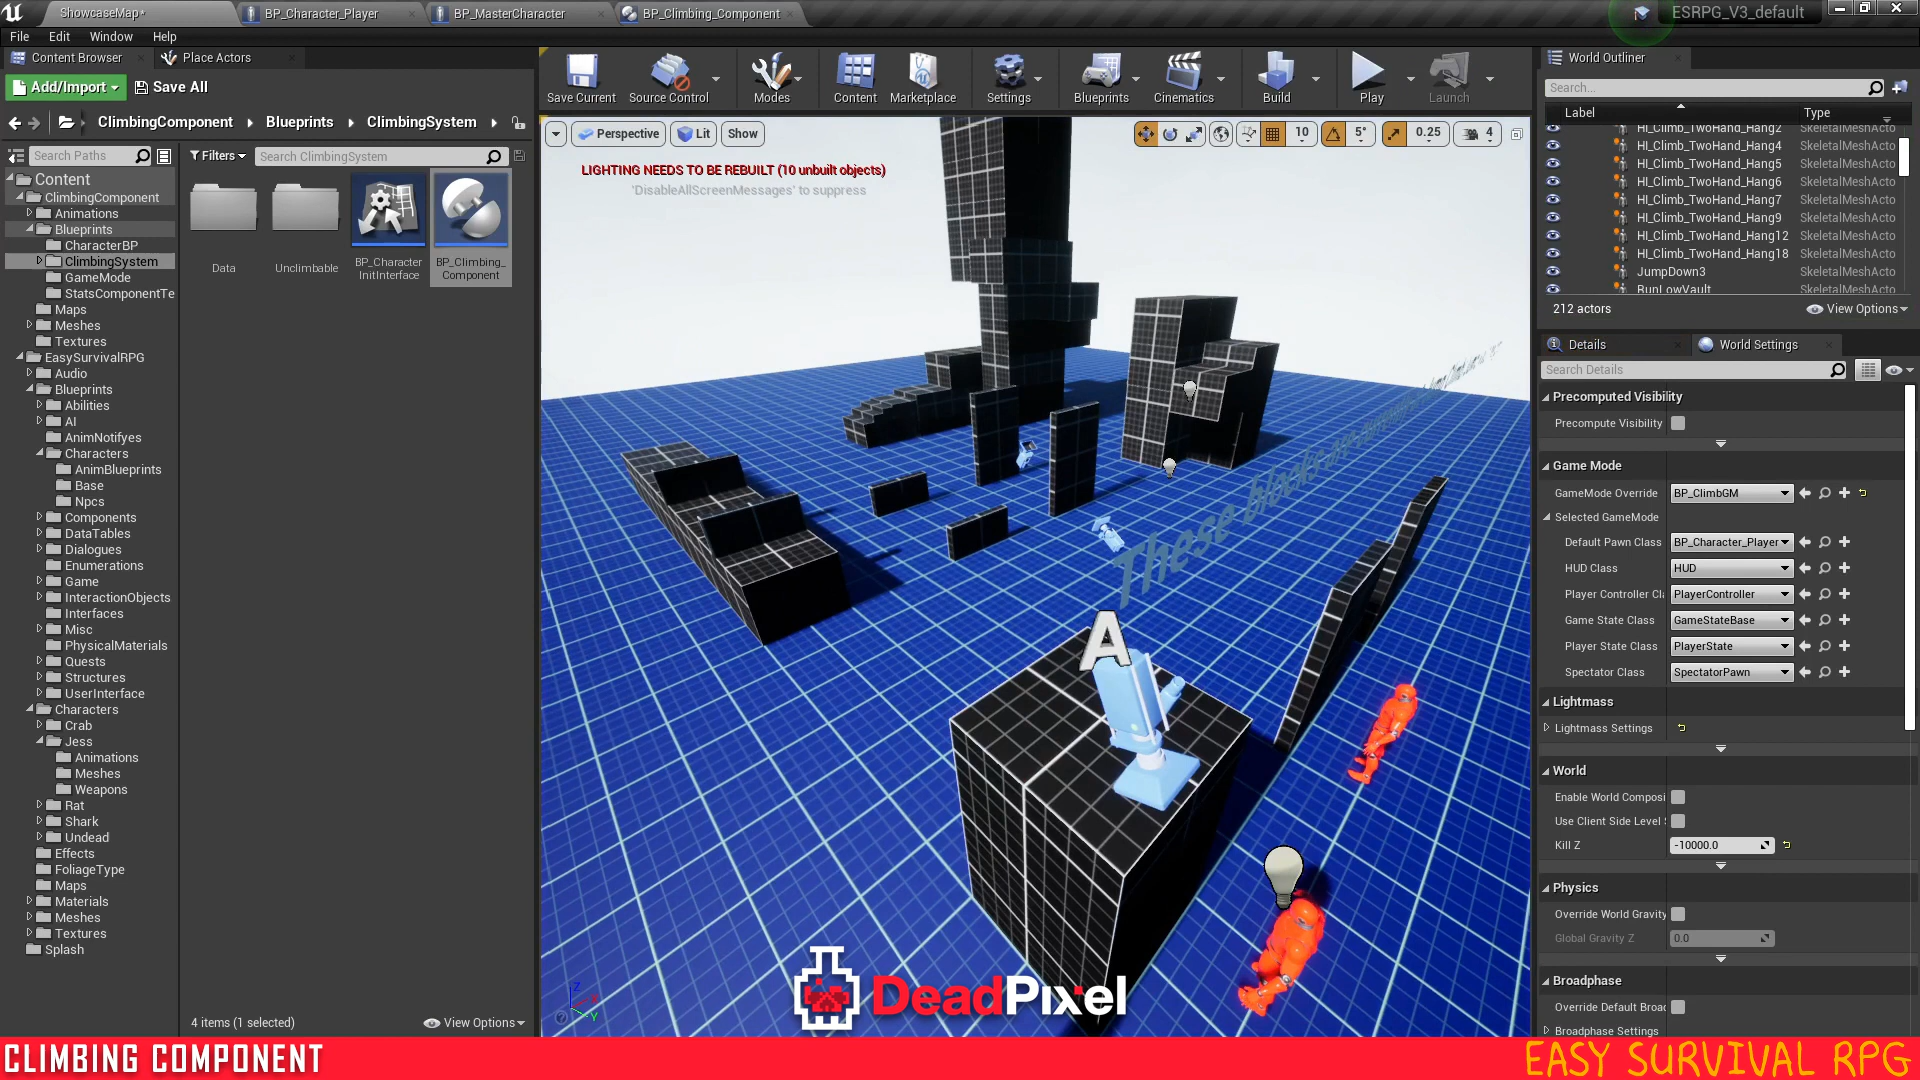 ShowcaseMap*
BP_Character_Player
BP_MasterCharacter
BP_Climbing_Component
ESRPG_V3_default
File Edit Window Help
Content Browser
Place Actors
Add/Import
Save All
ClimbingComponent
Blueprints
ClimbingSystem
Search Paths
Filters
Search ClimbingSystem
Content
ClimbingComponent
Animations
Blueprints
CharacterBP
ClimbingSystem
GameMode
StatsComponentTe
Maps
Meshes
Textures
EasySurvivalRPG
Audio
Blueprints
Abilities
AI
AnimNotifyes
Characters
AnimBlueprints
Base
Npcs
Components
DataTables
Dialogues
Enumerations
Game
InteractionObjects
Interfaces
Misc
PhysicalMaterials
Quests
Structures
UserInterface
Characters
Crab
Jess
Animations
Meshes
Weapons
Rat
Shark
Undead
Effects
FoliageType
Maps
Materials
Meshes
Textures
Splash
Data
Unclimbable
BP_Character
InitInterface
BP_Climbing_
Component
4 items (1 selected)
View Options
Save Current
Source Control
Modes
Content
Marketplace
Settings
Blueprints
Cinematics
Build
Play
Launch
Perspective
Lit
Show
10
5°
0.25
4
LIGHTING NEEDS TO BE REBUILT (10 unbuilt objects)
'DisableAllScreenMessages' to suppress
These blocks are
A
Z
X
Y
DeadPixel
World Outliner
Search...
Label
Type
HI_Climb_TwoHand_Hang2 SkeletalMeshActo
HI_Climb_TwoHand_Hang4 SkeletalMeshActo
HI_Climb_TwoHand_Hang5 SkeletalMeshActo
HI_Climb_TwoHand_Hang6 SkeletalMeshActo
HI_Climb_TwoHand_Hang7 SkeletalMeshActo
HI_Climb_TwoHand_Hang9 SkeletalMeshActo
HI_Climb_TwoHand_Hang12 SkeletalMeshActo
HI_Climb_TwoHand_Hang18 SkeletalMeshActo
JumpDown3 SkeletalMeshActo
RunLowVault SkeletalMeshActo
212 actors
View Options
Details
World Settings
Search Details
Precomputed Visibility
Precompute Visibility
Game Mode
GameMode Override BP_ClimbGM
Selected GameMode
Default Pawn Class BP_Character_Player
HUD Class HUD
Player Controller Cl PlayerController
Game State Class GameStateBase
Player State Class PlayerState
Spectator Class SpectatorPawn
Lightmass
Lightmass Settings
World
Enable World Composi
Use Client Side Level S
Kill Z -10000.0
Physics
Override World Gravity
Global Gravity Z 0.0
Broadphase
Override Default Broad
Broadphase Settings
CLIMBING COMPONENT
EASY SURVIVAL RPG